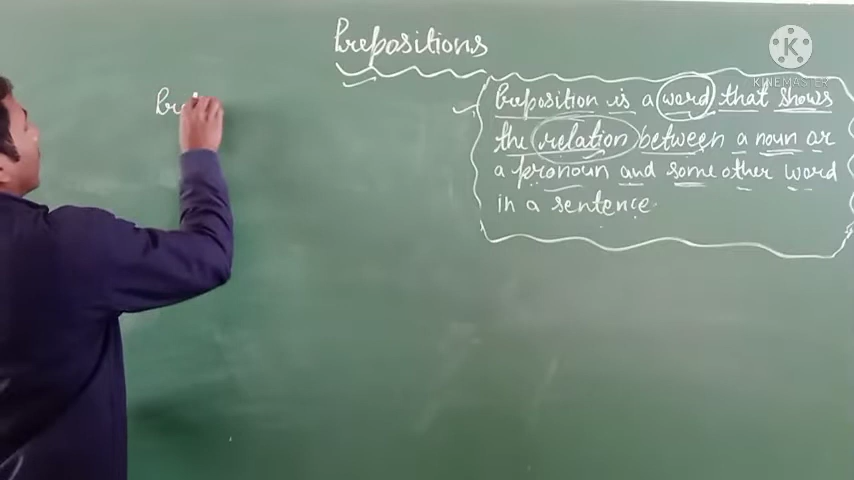 Prepositions
Preposition is a word that shows
the relation between a noun or
a pronoun and some other word
in a sentence.
Pre
K
KINEMASTER